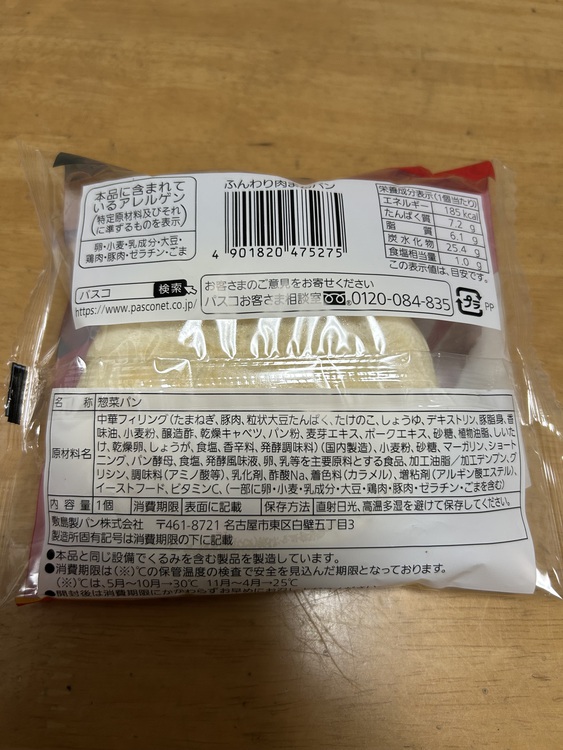 本品に含まれて
いるアレルゲン
(特定原材料及びそれ
に準ずるものを表示)
卵・小麦・乳成分・大豆・
鶏肉・豚肉・ゼラチン・ごま
ふんわり肉まんパン
4 901820 475275
栄養成分表示(1個当たり)
エネルギー 185 kcal
たんぱく質 7.2 g
脂質 6.1 g
炭水化物 25.4 g
食塩相当量 1.0 g
この表示値は、目安です。
パスコ 検索
https://www.pasconet.co.jp/
お客さまのご意見をお寄せください
パスコお客さま相談室 0120-084-835
プラ PP
名称 惣菜パン
原材料名 中華フィリング(たまねぎ、豚肉、粒状大豆たんぱく、たけのこ、しょうゆ、デキストリン、豚脂身、香
味油、小麦粉、醸造酢、乾燥キャベツ、パン粉、麦芽エキス、ポークエキス、砂糖、植物油脂、しいた
け、乾燥卵、しょうが、食塩、香辛料、発酵調味料)(国内製造)、小麦粉、砂糖、マーガリン、ショート
ニング、パン酵母、食塩、発酵風味液、卵、乳等を主要原料とする食品、加工油脂/加工デンプン、グ
リシン、調味料(アミノ酸等)、乳化剤、酢酸Na、着色料(カラメル)、増粘剤(アルギン酸エステル)、
イーストフード、ビタミンC、(一部に卵・小麦・乳成分・大豆・鶏肉・豚肉・ゼラチン・ごまを含む)
内容量 1個 消費期限 表面に記載 保存方法 直射日光、高温多湿を避けて保存してください。
敷島製パン株式会社 〒461-8721 名古屋市東区白壁五丁目3
製造所固有記号は消費期限の下に記載
●本品と同じ設備でくるみを含む製品を製造しています。
●消費期限は(※)℃の保管温度の検査で安全を見込んだ期限となっております。
(※)℃は、5月〜10月→30℃ 11月〜4月→25℃
●開封後は消費期限にかかわらずお早めにお召し